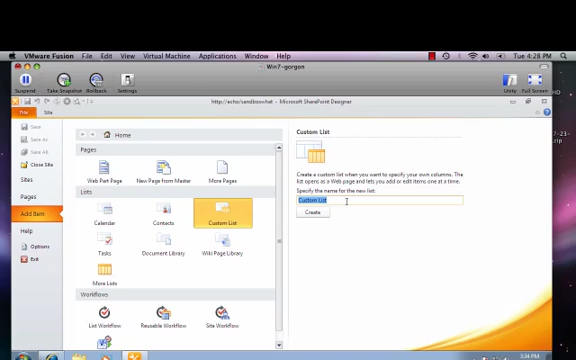 VMware Fusion File Edit View Virtual Machine Applications Window Help Tue 4:28 PM
Win7-gorgon
Suspend Take Snapshot Rollback Settings Unity Full Screen
http://echo/sandboxwhat - Microsoft SharePoint Designer
File Site
Save
Save As
Save All
Close Site
Sites
Pages
Add Item
Help
Options
Exit
Home
Pages
Web Part Page New Page from Master More Pages
Lists
Calendar Contacts Custom List
Tasks Document Library Wiki Page Library
More Lists
Workflows
List Workflow Reusable Workflow Site Workflow
Custom List
Create a custom list when you want to specify your own columns. The
list opens as a Web page and lets you add or edit items one at a time.
Specify the name for the new list:
Custom List
Create
7-23-
.zip
3:34 PM